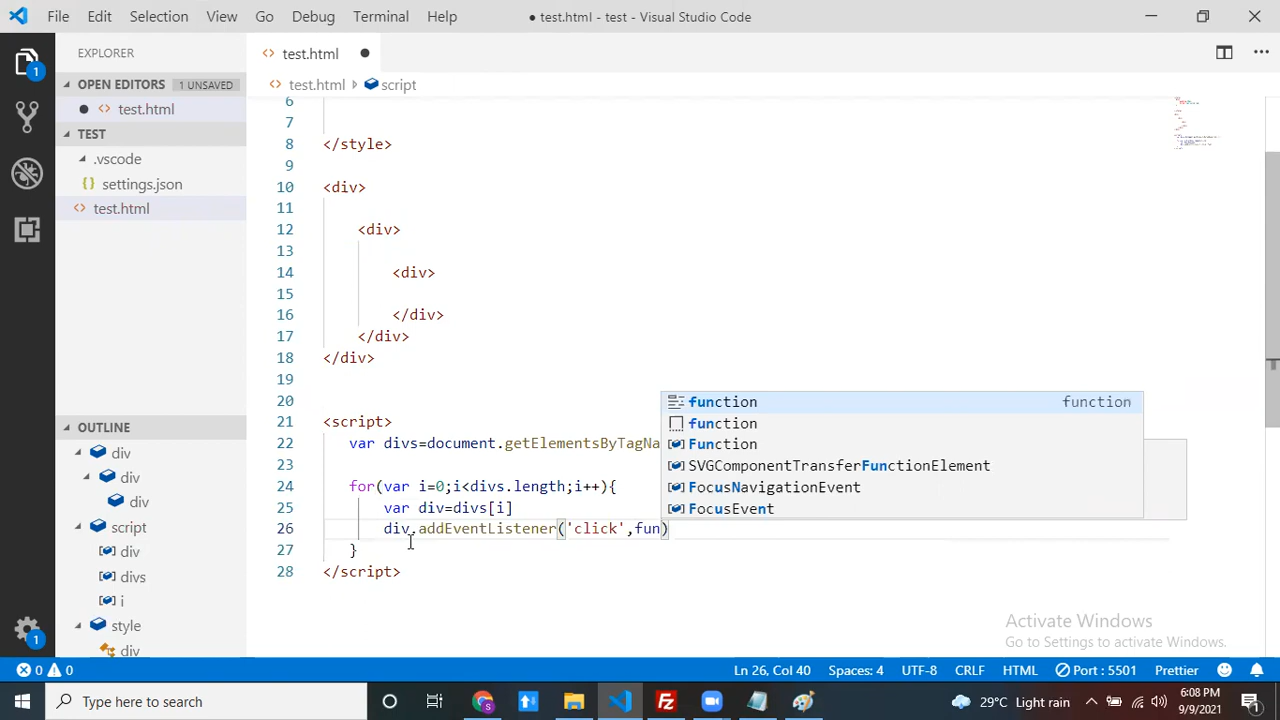 File Edit Selection View Go Debug Terminal Help ● test.html - test - Visual Studio Code
EXPLORER
test.html
OPEN EDITORS 1 UNSAVED
test.html > script
test.html
TEST
.vscode
settings.json
test.html
6
7
8 </style>
9
10 <div>
11
12 <div>
13
14 <div>
15
16 </div>
17 </div>
18 </div>
19
20
21 <script>
22 var divs=document.getElementsByTagNa
23
24 for(var i=0;i<divs.length;i++){
25 var div=divs[i]
26 div.addEventListener('click',fun)
27 }
28 </script>
function function
function
Function
SVGComponentTransferFunctionElement
FocusNavigationEvent
FocusEvent
OUTLINE
div
div
div
script
div
divs
i
style
div
1
1
Activate Windows
Go to Settings to activate Windows.
0 0 Ln 26, Col 40 Spaces: 4 UTF-8 CRLF HTML Port : 5501 Prettier
Type here to search
29°C Light rain
6:08 PM
9/9/2021
1